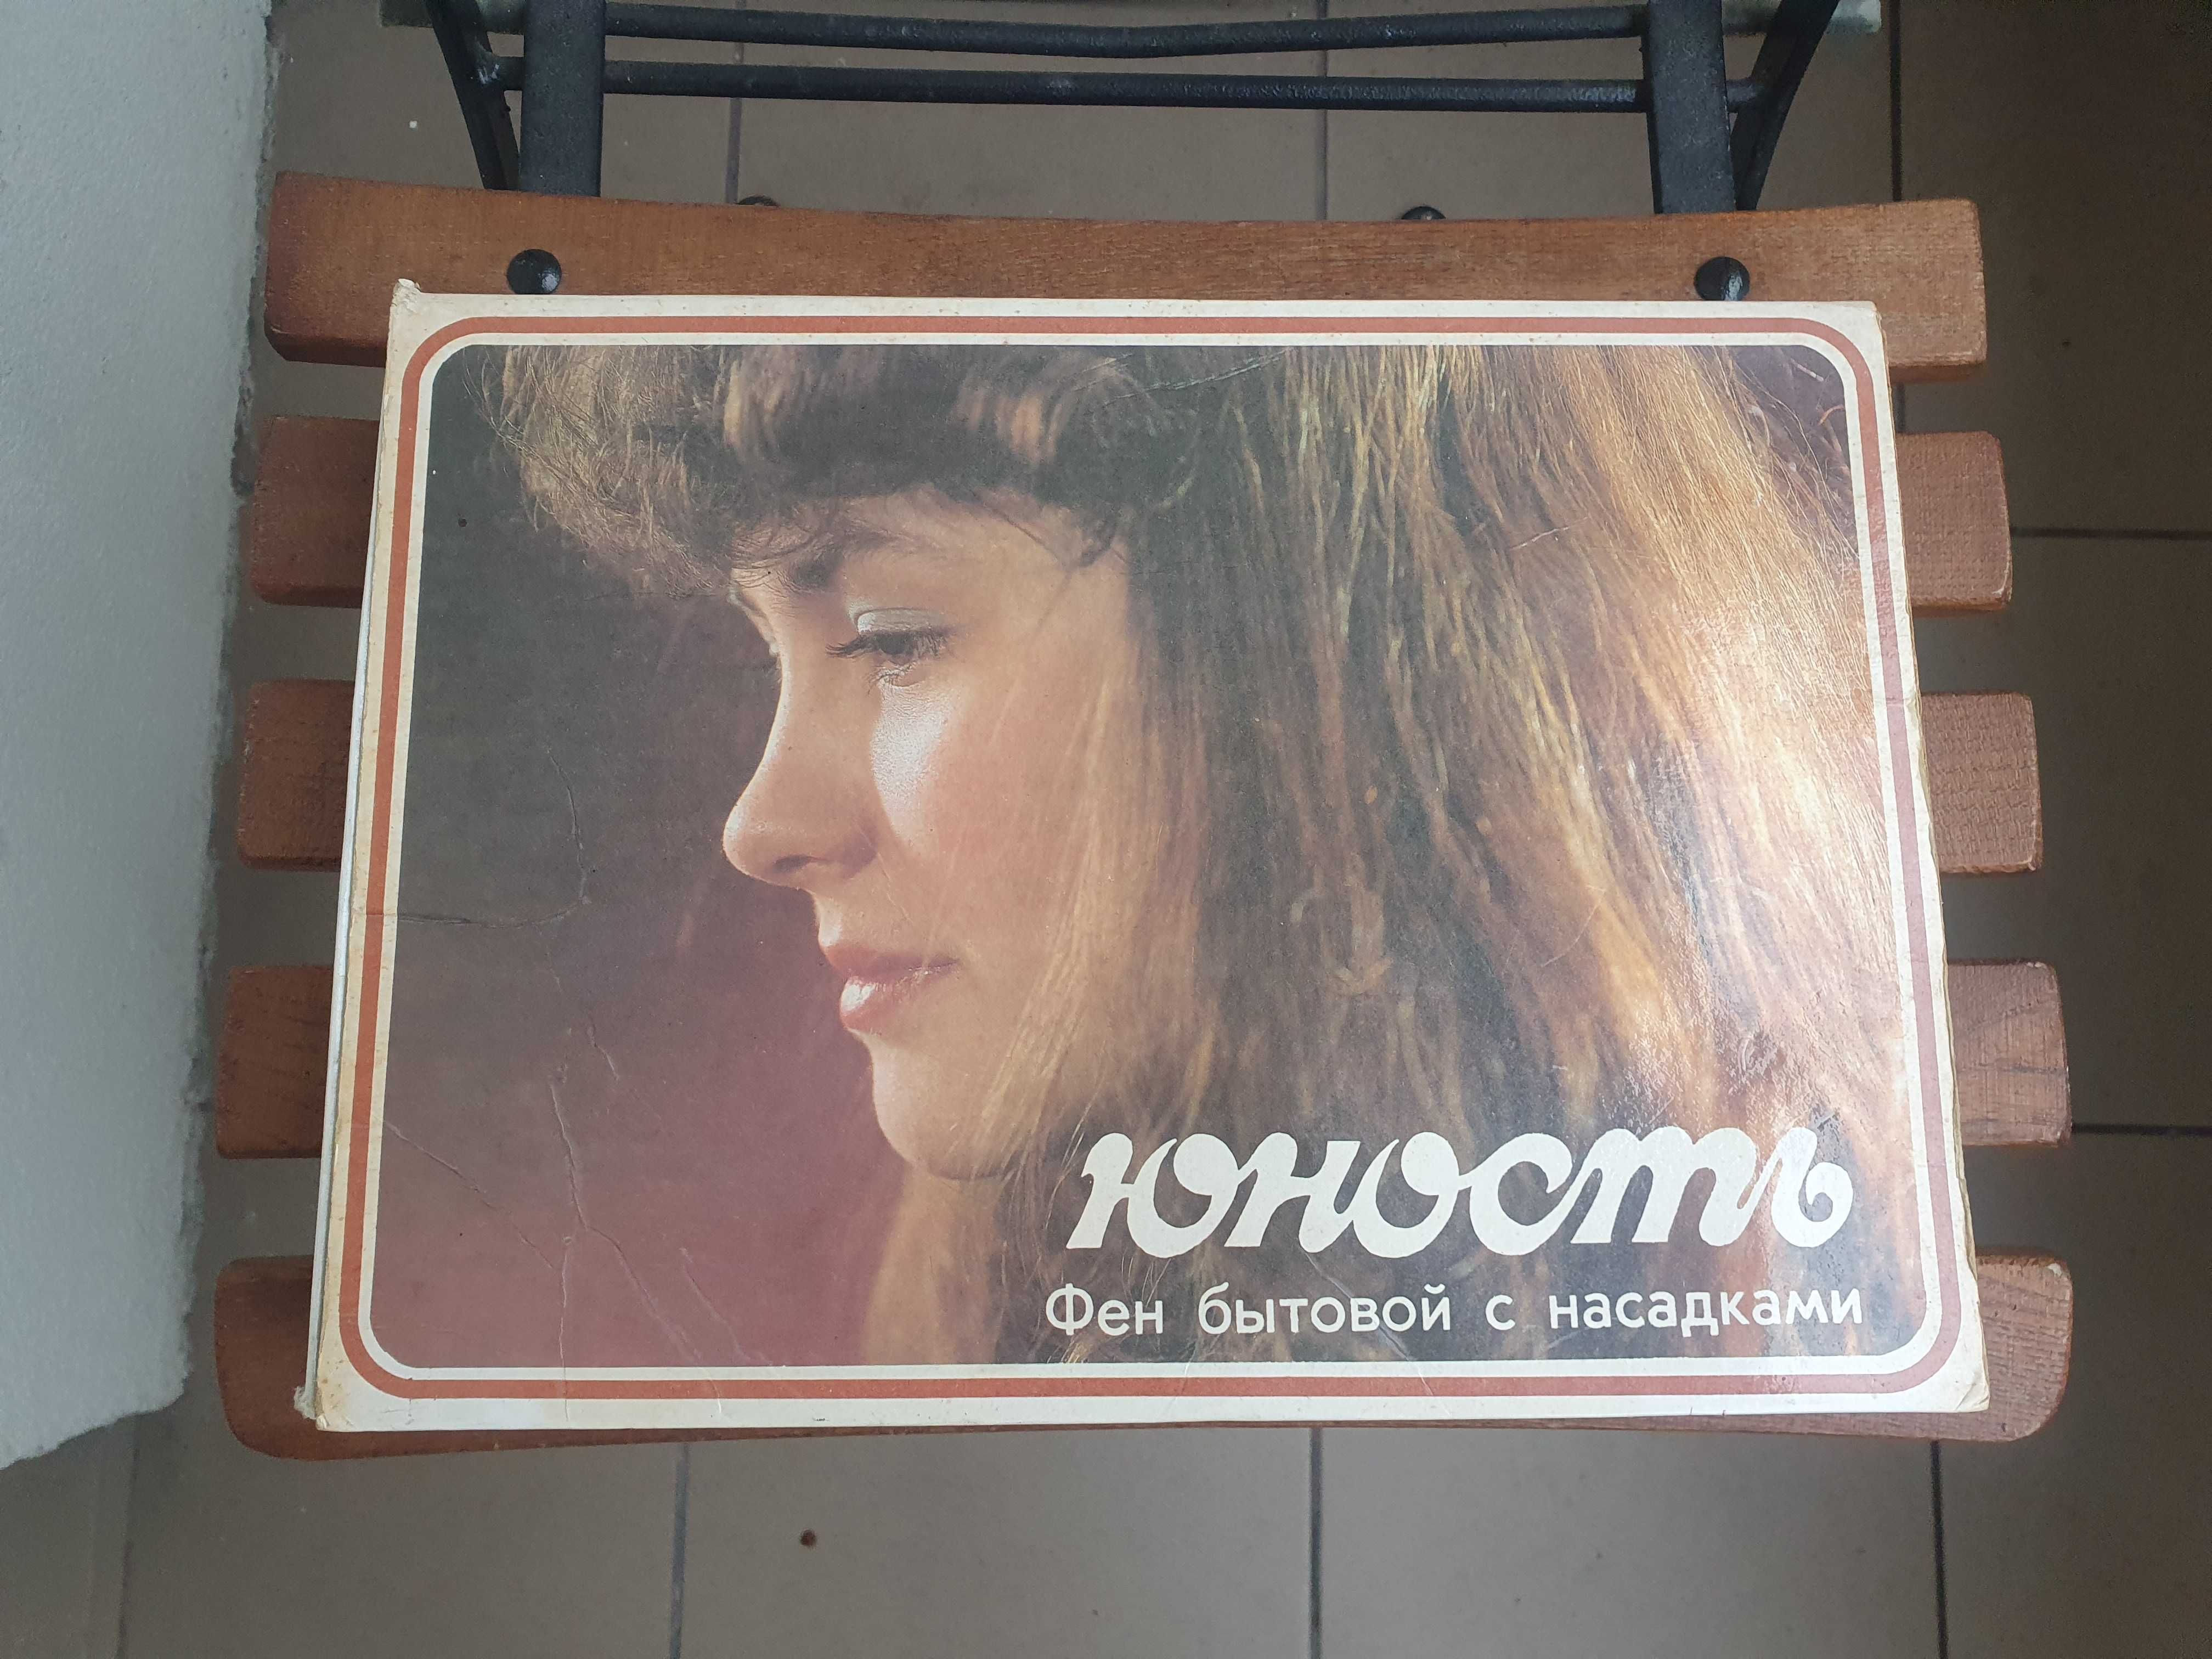 юность
Фен бытовой с насадками